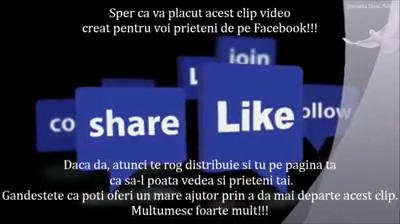 Sper ca va placut acest clip video
creat pentru voi prieteni de pe Facebook!!!
join
share
Like
Daca da, atunci te rog distribuie si tu pe pagina ta
ca sa-l poata vedea si prieteni tai.
Gandestete ca poti oferi un mare ajutor prin a da mai departe acest clip.
Multumesc foarte mult!!!